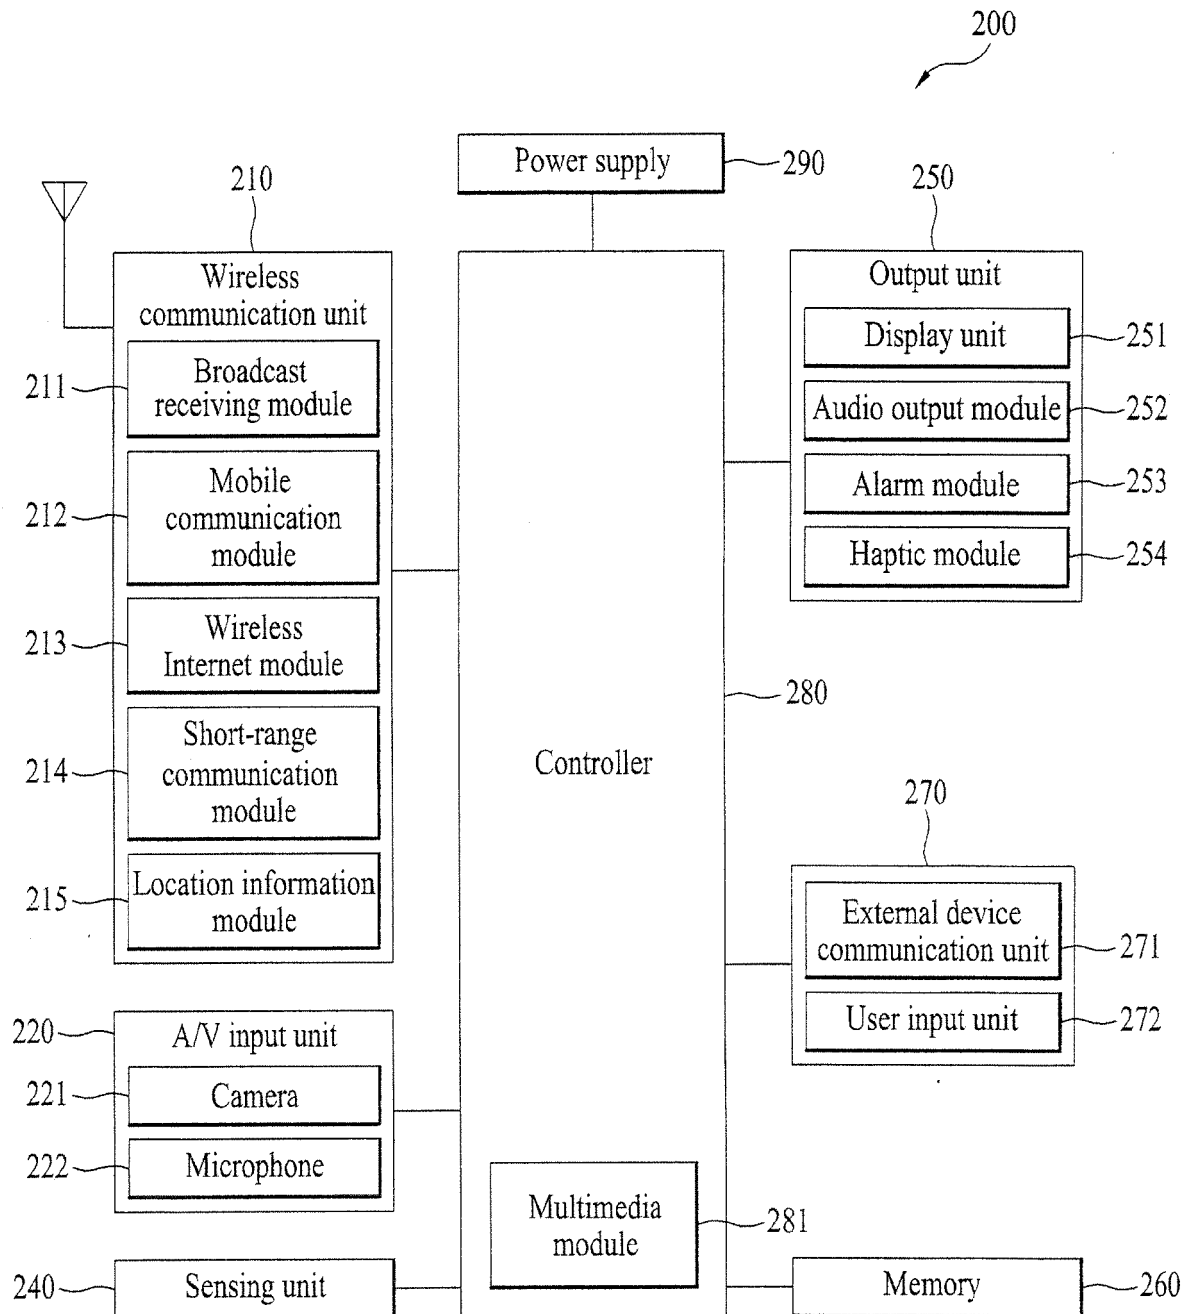 200
Power supply
290
210
Wireless
communication unit
211
Broadcast
receiving module
212
Mobile
communication
module
213
Wireless
Internet module
214
Short-range
communication
module
215
Location information
module
220
A/V input unit
221
Camera
222
Microphone
240
Sensing unit
Controller
280
Multimedia
module
281
250
Output unit
Display unit
251
Audio output module
252
Alarm module
253
Haptic module
254
270
External device
communication unit
271
User input unit
272
Memory
260